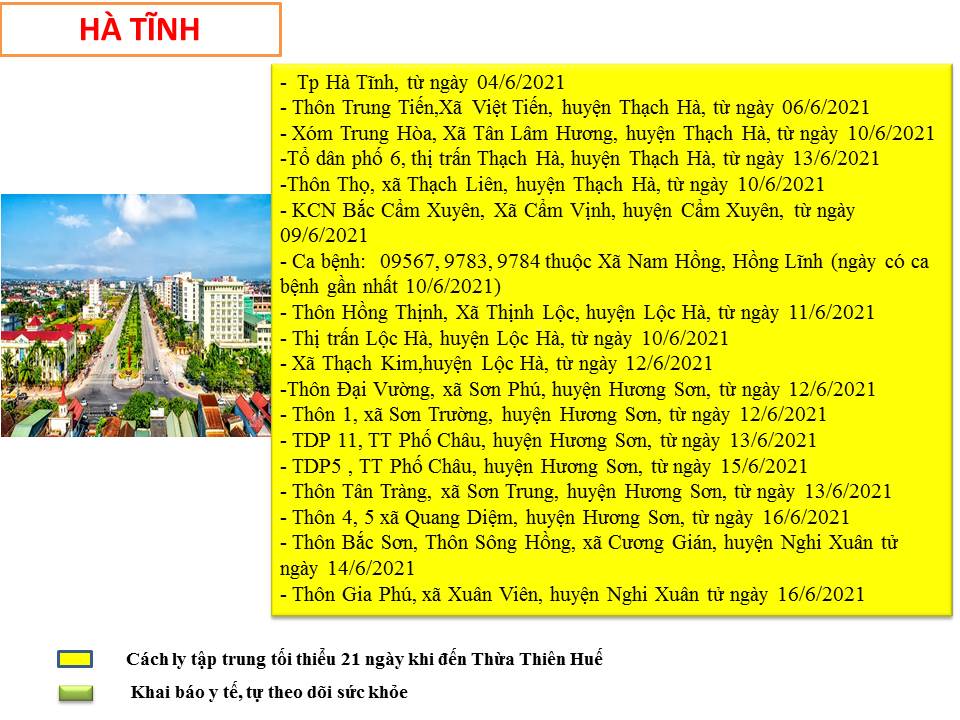 HÀ TĨNH
- Tp Hà Tĩnh, từ ngày 04/6/2021
- Thôn Trung Tiến,Xã Việt Tiến, huyện Thạch Hà, từ ngày 06/6/2021
- Xóm Trung Hòa, Xã Tân Lâm Hương, huyện Thạch Hà, từ ngày 10/6/2021
-Tổ dân phố 6, thị trấn Thạch Hà, huyện Thạch Hà, từ ngày 13/6/2021
-Thôn Thọ, xã Thạch Liên, huyện Thạch Hà, từ ngày 10/6/2021
- KCN Bắc Cẩm Xuyên, Xã Cẩm Vịnh, huyện Cẩm Xuyên, từ ngày
09/6/2021
- Ca bệnh: 09567, 9783, 9784 thuộc Xã Nam Hồng, Hồng Lĩnh (ngày có ca
bệnh gần nhất 10/6/2021)
- Thôn Hồng Thịnh, Xã Thịnh Lộc, huyện Lộc Hà, từ ngày 11/6/2021
- Thị trấn Lộc Hà, huyện Lộc Hà, từ ngày 10/6/2021
- Xã Thạch Kim,huyện Lộc Hà, từ ngày 12/6/2021
-Thôn Đại Vường, xã Sơn Phú, huyện Hương Sơn, từ ngày 12/6/2021
- Thôn 1, xã Sơn Trường, huyện Hương Sơn, từ ngày 12/6/2021
- TDP 11, TT Phố Châu, huyện Hương Sơn, từ ngày 13/6/2021
- TDP5 , TT Phố Châu, huyện Hương Sơn, từ ngày 15/6/2021
- Thôn Tân Tràng, xã Sơn Trung, huyện Hương Sơn, từ ngày 13/6/2021
- Thôn 4, 5 xã Quang Diệm, huyện Hương Sơn, từ ngày 16/6/2021
- Thôn Bắc Sơn, Thôn Sông Hồng, xã Cương Gián, huyện Nghi Xuân tử
ngày 14/6/2021
- Thôn Gia Phú, xã Xuân Viên, huyện Nghi Xuân tử ngày 16/6/2021
Cách ly tập trung tối thiểu 21 ngày khi đến Thừa Thiên Huế
Khai báo y tế, tự theo dõi sức khỏe